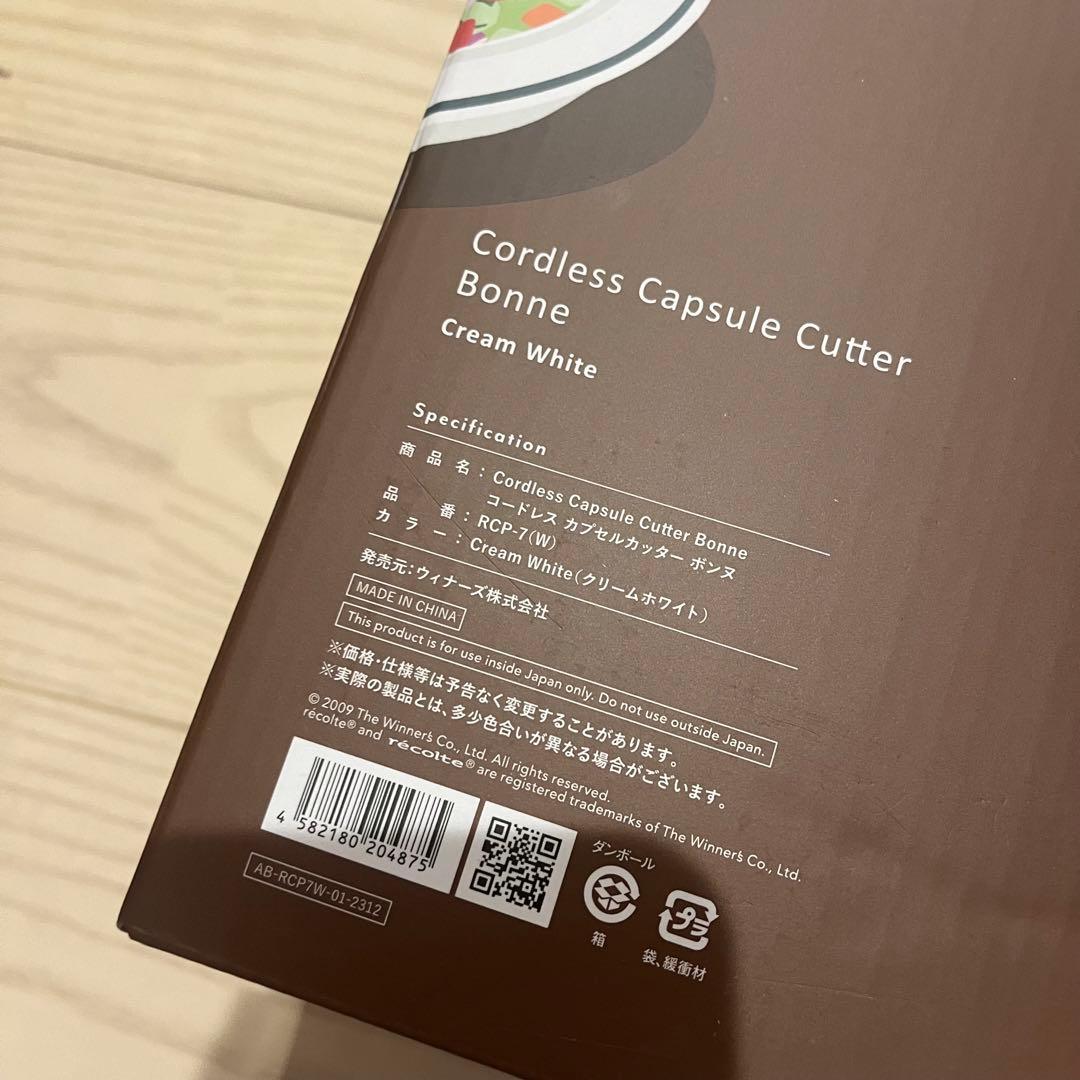 Cordless Capsule Cutter
Bonne
Cream White
Specification
商品名：Cordless Capsule Cutter Bonne
コードレス カプセルカッター ボンヌ
品番：RCP-7(W)
カラー：Cream White（クリームホワイト）
発売元：ウィナーズ株式会社
MADE IN CHINA
This product is for use inside Japan only. Do not use outside Japan.
※価格・仕様等は予告なく変更することがあります。
※実際の製品とは、多少色合いが異なる場合がございます。
© 2009 The Winner's Co., Ltd. All rights reserved.
récolte® and récolte® are registered trademarks of The Winner's Co., Ltd.
4 582180 204875
AB-RCP7W-01-2312
ダンボール
箱
プラ
袋、緩衝材